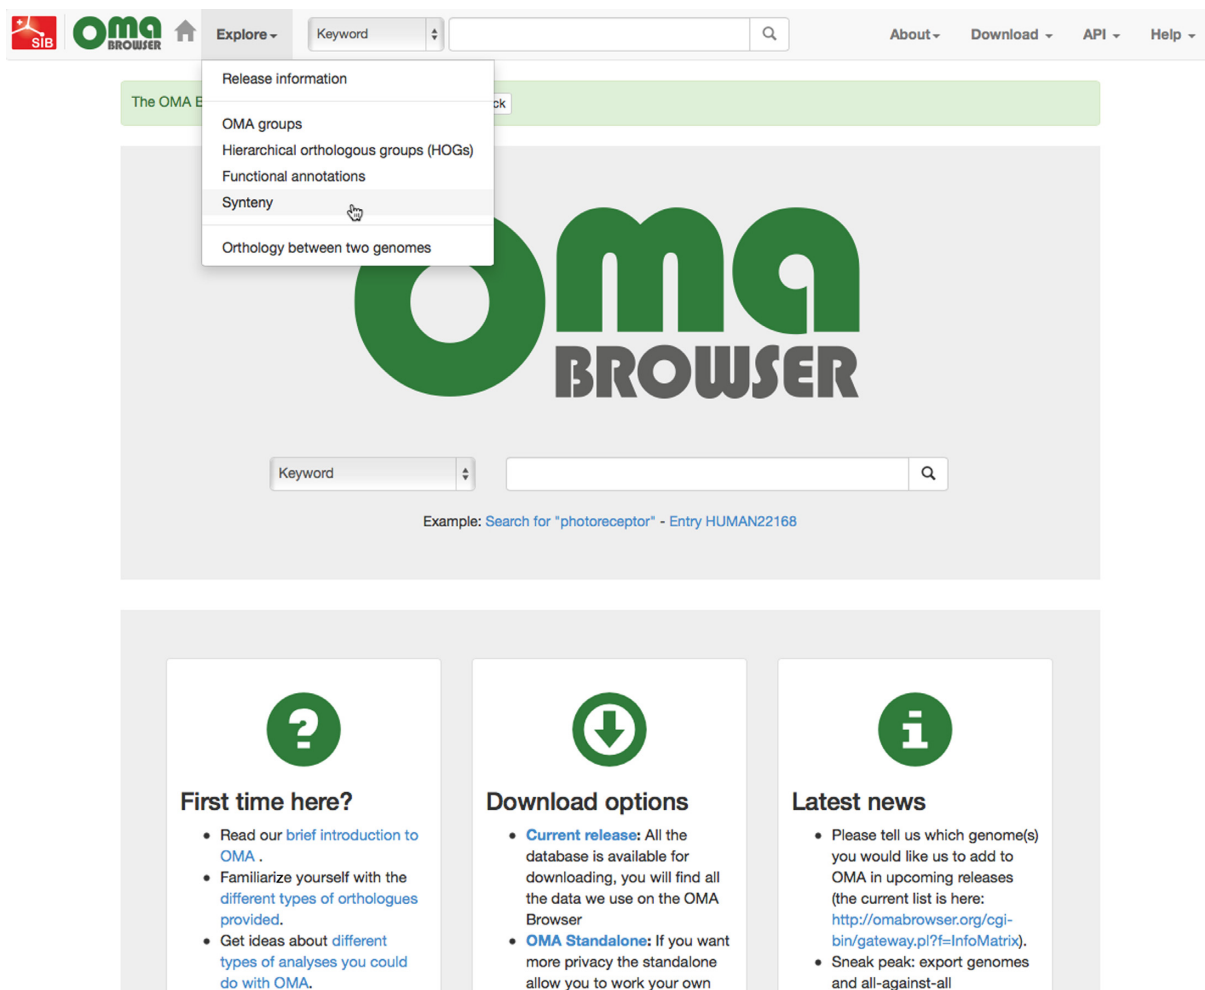 SIB
oma BROWSER
Explore
Keyword
About
Download
API
Help
Release information
OMA groups
Hierarchical orthologous groups (HOGs)
Functional annotations
Synteny
Orthology between two genomes
The OMA B
ck
oma
BROWSER
Keyword
Example: Search for "photoreceptor" - Entry HUMAN22168
First time here?
• Read our brief introduction to
OMA .
• Familiarize yourself with the
different types of orthologues
provided.
• Get ideas about different
types of analyses you could
do with OMA.
Download options
• Current release: All the
database is available for
downloading, you will find all
the data we use on the OMA
Browser
• OMA Standalone: If you want
more privacy the standalone
allow you to work your own
Latest news
• Please tell us which genome(s)
you would like us to add to
OMA in upcoming releases
(the current list is here:
http://omabrowser.org/cgi-
bin/gateway.pl?f=InfoMatrix).
• Sneak peak: export genomes
and all-against-all